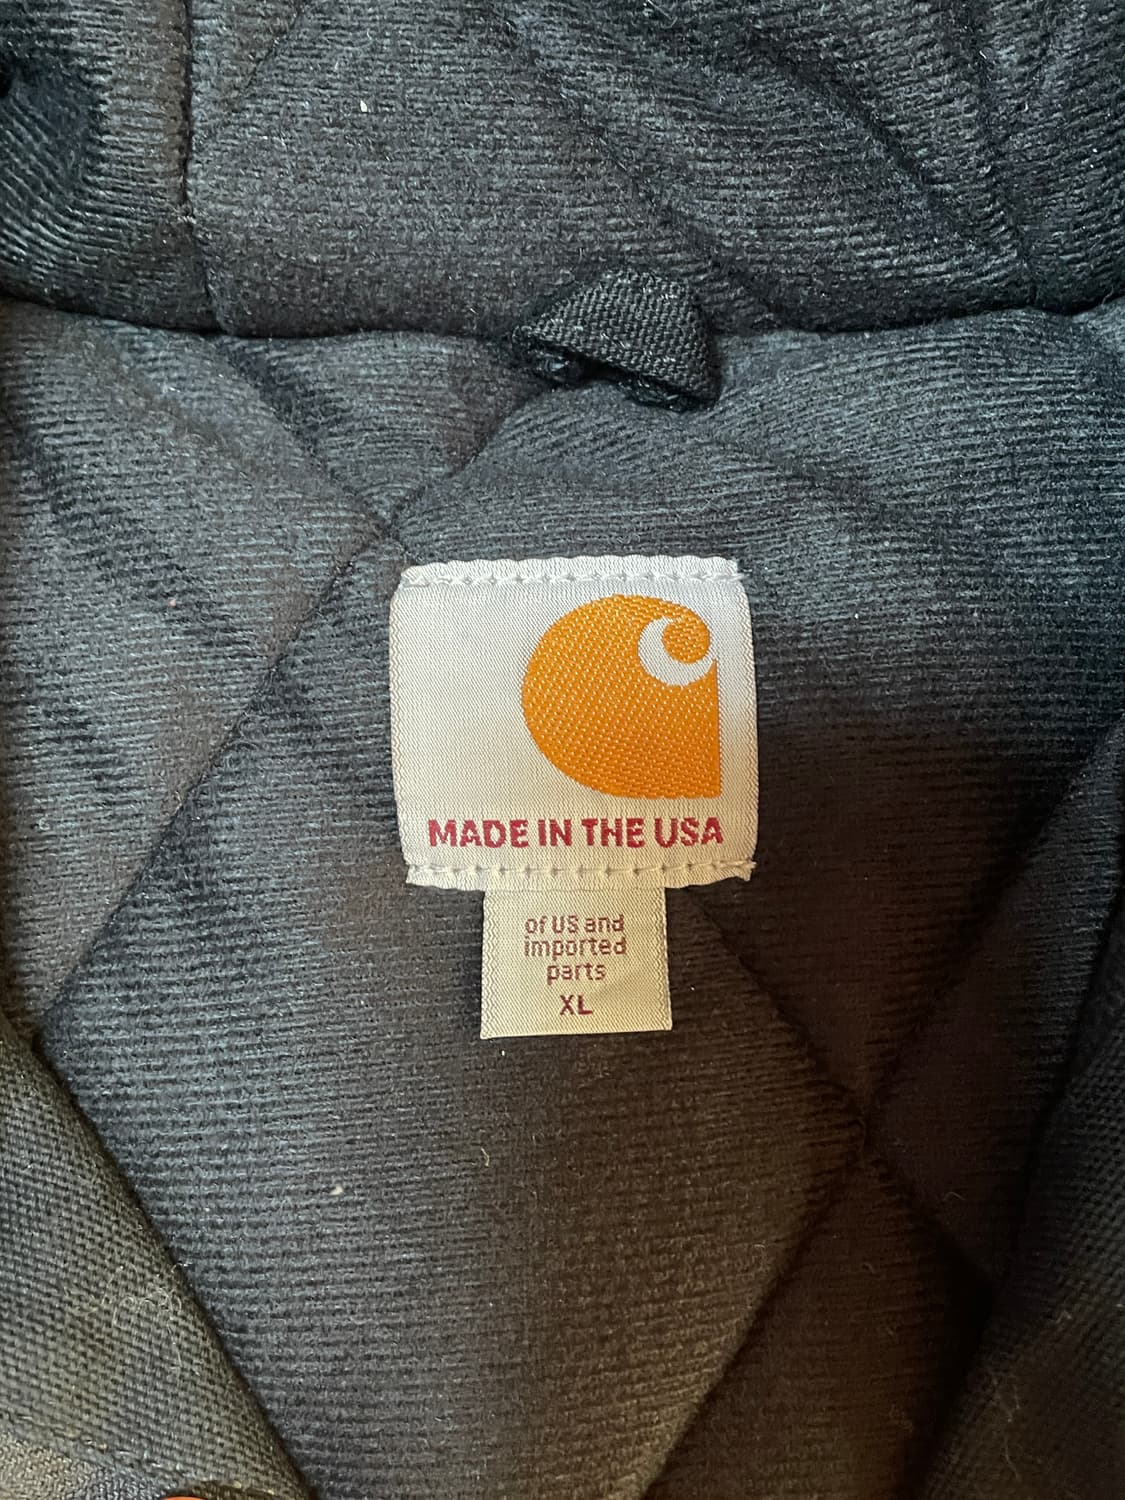 MADE IN THE USA
of US and
imported
parts
XL